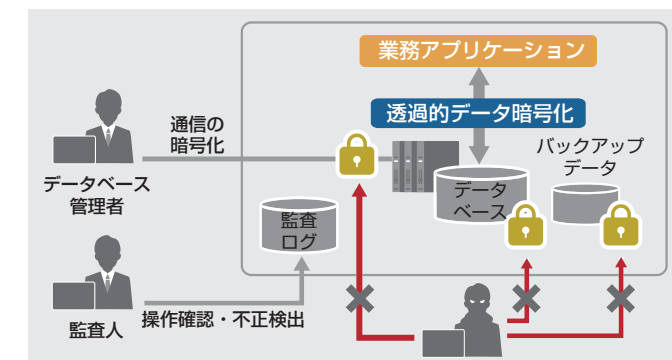 業務アプリケーション
通信の
暗号化
透過的データ暗号化
バックアップ
データ
データベース
管理者
データ
ベース
監査
ログ
監査人
操作確認・不正検出